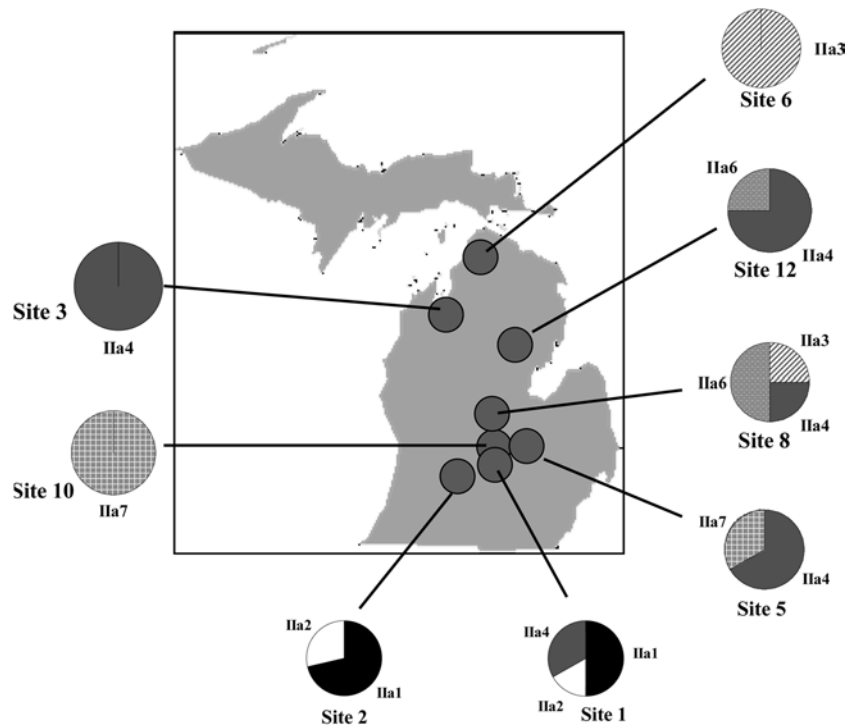 IIa3
Site 6
IIa6
IIa4
Site 12
Site 3
IIa4
IIa3
IIa6
IIa4
Site 8
Site 10
IIa7
IIa7
IIa4
Site 5
IIa2
IIa1
Site 2
IIa4
IIa1
IIa2
Site 1